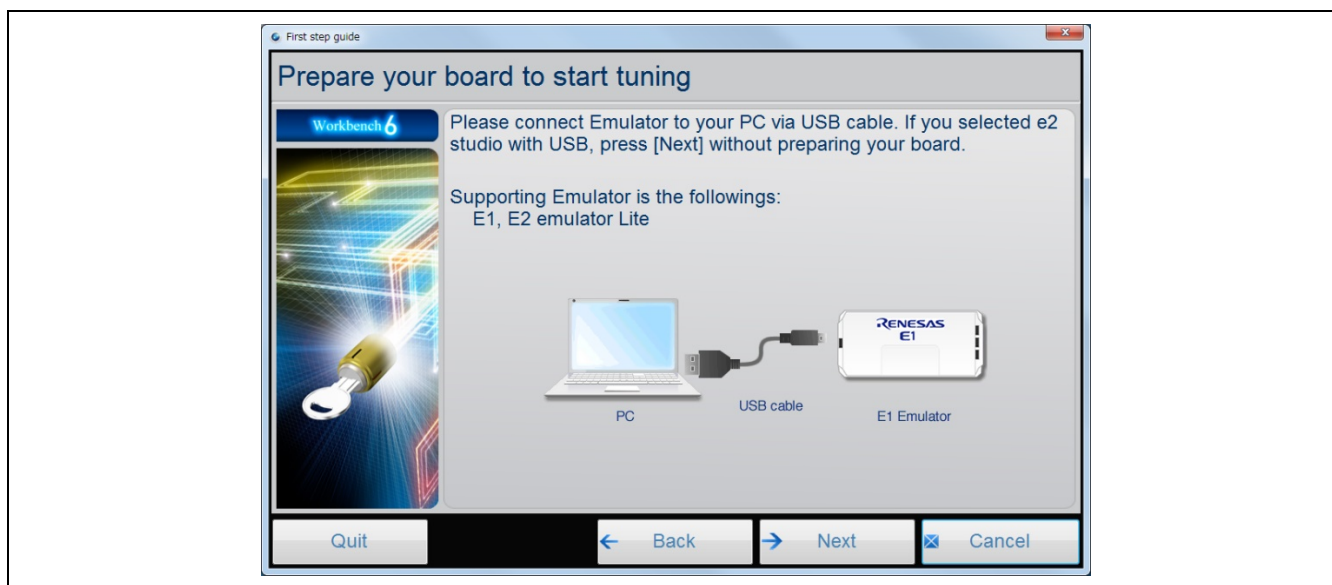 First step guide
Prepare your board to start tuning
Workbench 6
Please connect Emulator to your PC via USB cable. If you selected e2
studio with USB, press [Next] without preparing your board.
Supporting Emulator is the followings:
E1, E2 emulator Lite
RENESAS
E1
PC
USB cable
E1 Emulator
Quit
Back
Next
Cancel